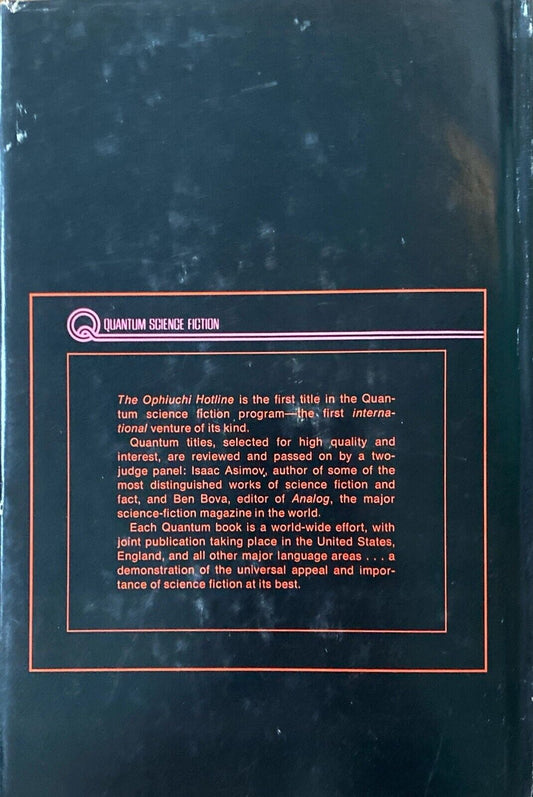 QUANTUM SCIENCE FICTION
The Ophiuchi Hotline is the first title in the Quan-
tum science fiction program—the first interna-
tional venture of its kind.
Quantum titles, selected for high quality and
interest, are reviewed and passed on by a two-
judge panel: Isaac Asimov, author of some of the
most distinguished works of science fiction and
fact, and Ben Bova, editor of Analog, the major
science-fiction magazine in the world.
Each Quantum book is a world-wide effort, with
joint publication taking place in the United States,
England, and all other major language areas . . . a
demonstration of the universal appeal and impor-
tance of science fiction at its best.